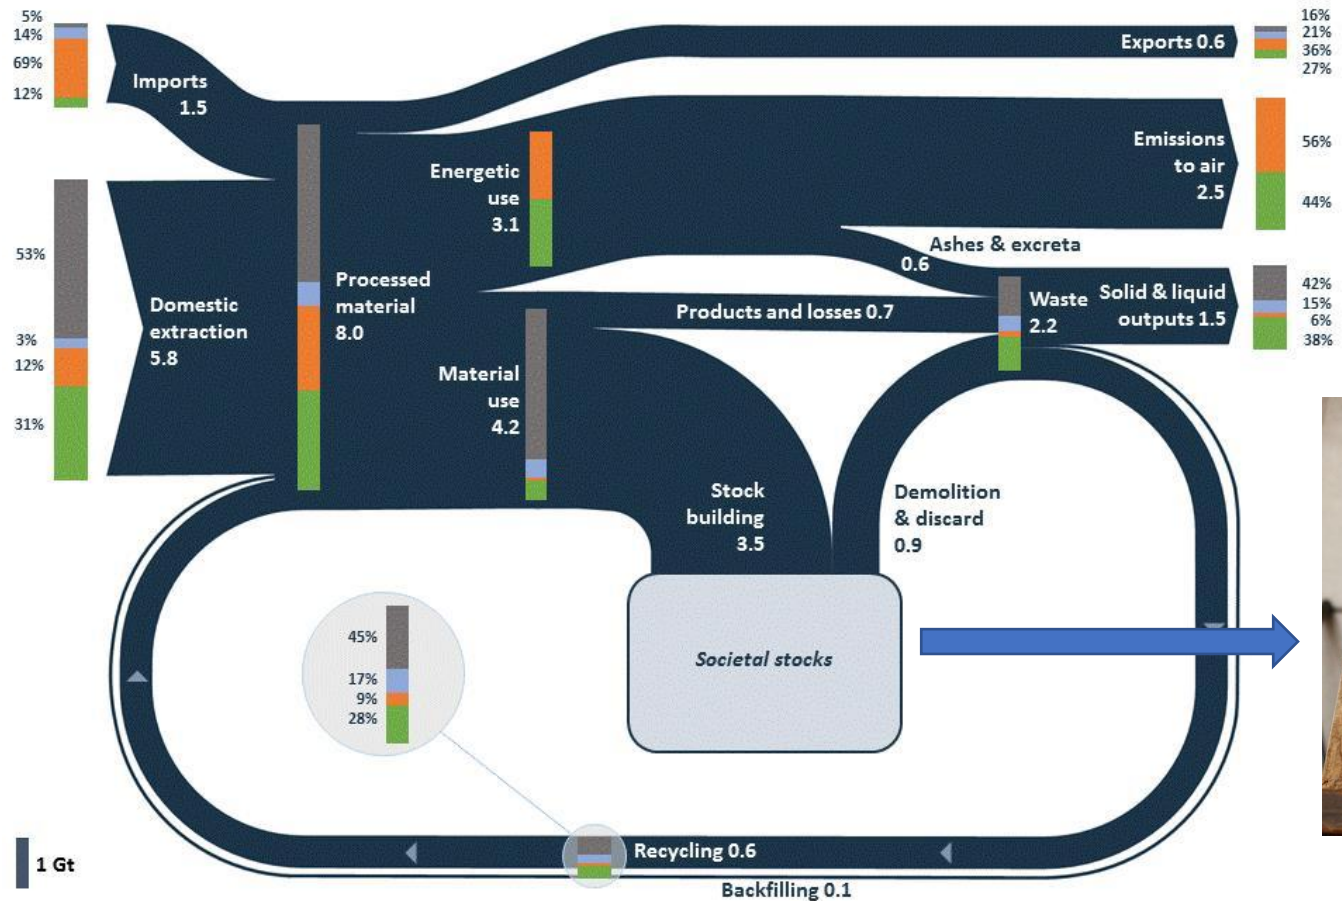 5%
14%
69%
12%
Imports
1.5
Exports 0.6
16%
21%
36%
27%
Energetic
use
3.1
Emissions
to air
2.5
56%
44%
53%
3%
12%
31%
Domestic
extraction
5.8
Processed
material
8.0
Ashes & excreta
0.6
Products and losses 0.7
Waste
2.2
Solid & liquid
outputs 1.5
42%
15%
6%
38%
Material
use
4.2
Stock
building
3.5
Demolition
& discard
0.9
45%
17%
9%
28%
Societal stocks
1 Gt
Recycling 0.6
Backfilling 0.1